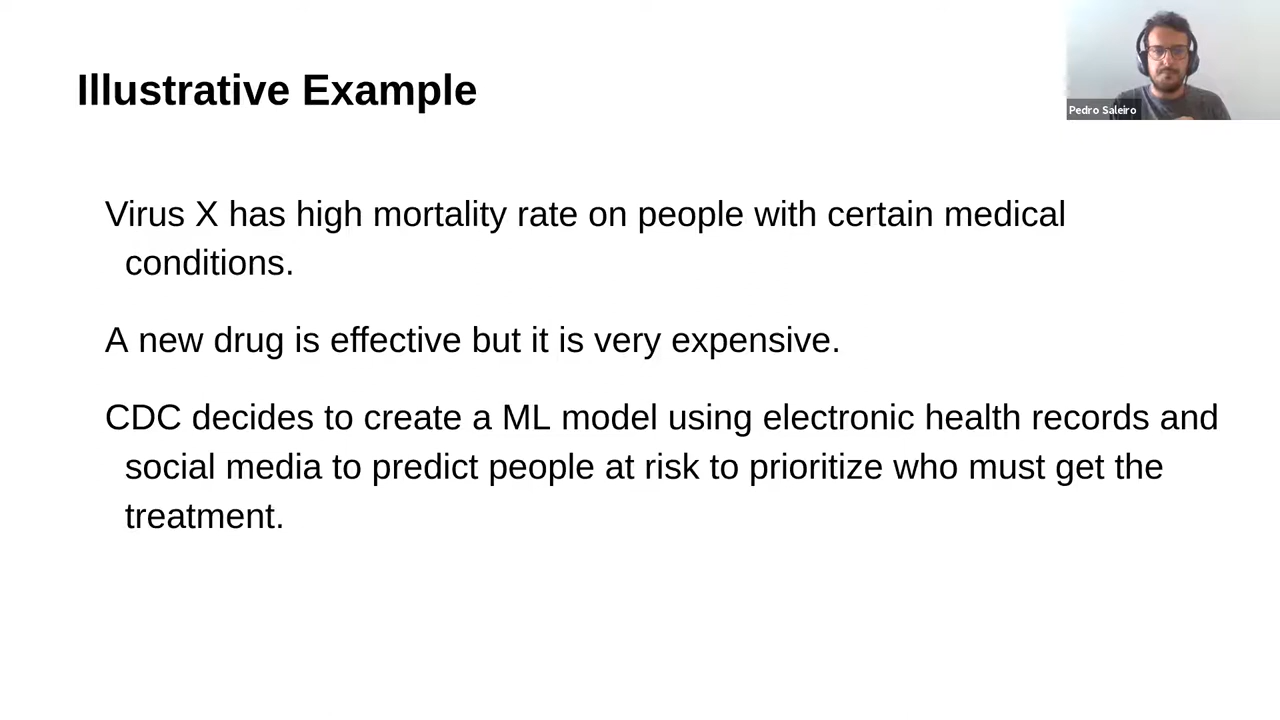 Illustrative Example
Pedro Saleiro
Virus X has high mortality rate on people with certain medical
conditions.
A new drug is effective but it is very expensive.
CDC decides to create a ML model using electronic health records and
social media to predict people at risk to prioritize who must get the
treatment.